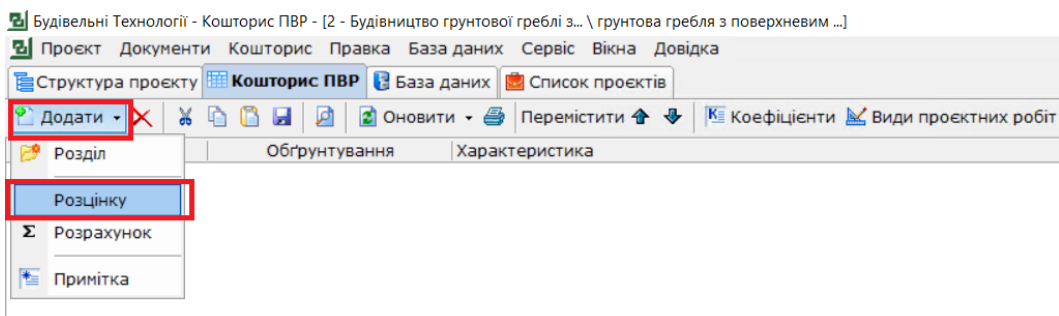 Будівельні Технології - Кошторис ПВР - [2 - Будівництво грунтової греблі з... \ грунтова гребля з поверхневим ...]
Проєкт Документи Кошторис Правка База даних Сервіс Вікна Довідка
Структура проєкту Кошторис ПВР База даних Список проєктів
Додати Оновити Перемістити Коефіцієнти Види проєктних робіт
Розділ Обґрунтування Характеристика
Розцінку
Σ Розрахунок
Примітка